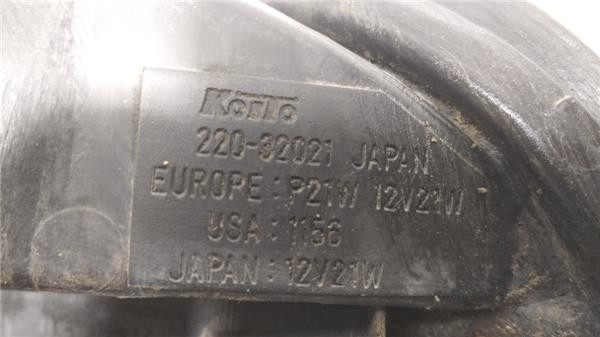 KOITO
220-32021 JAPAN
EUROPE : P21W 12V21W
USA : 1156
JAPAN : 12V21W